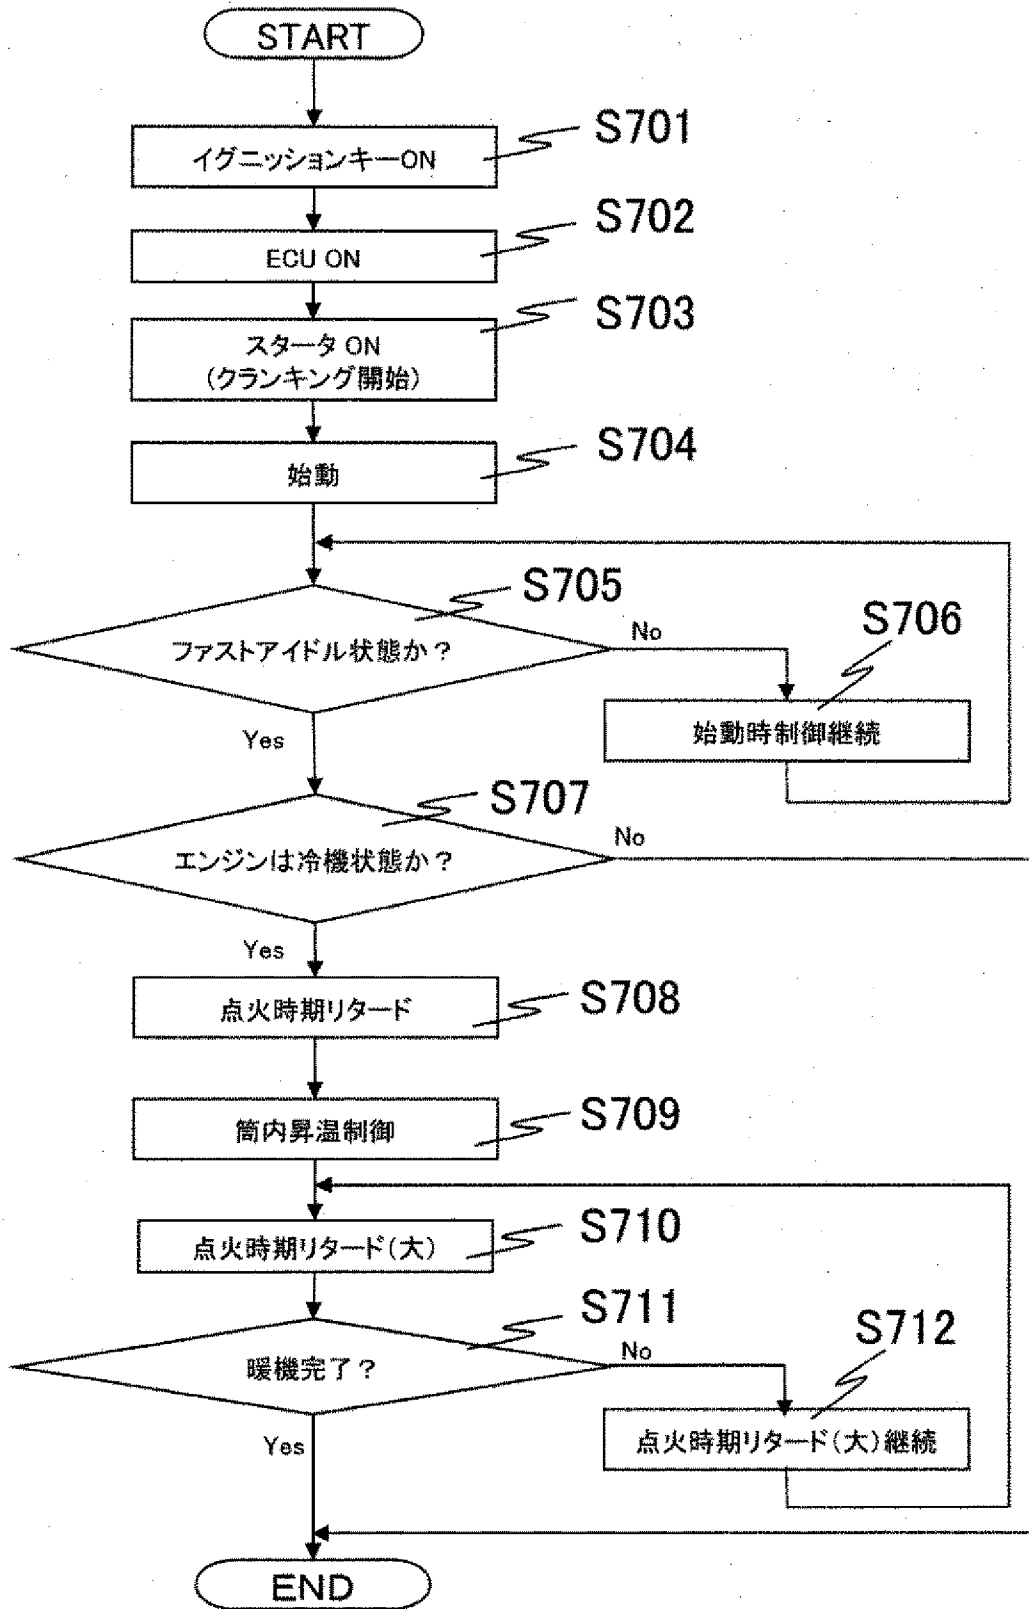 START
S701
イグニッションキーON
S702
ECU ON
S703
スタータ ON
(クランキング開始)
S704
始動
S705
ファストアイドル状態か？
No
S706
始動時制御継続
Yes
S707
エンジンは冷機状態か？
No
Yes
S708
点火時期リタード
S709
筒内昇温制御
S710
点火時期リタード(大)
S711
暖機完了？
No
S712
点火時期リタード(大)継続
Yes
END